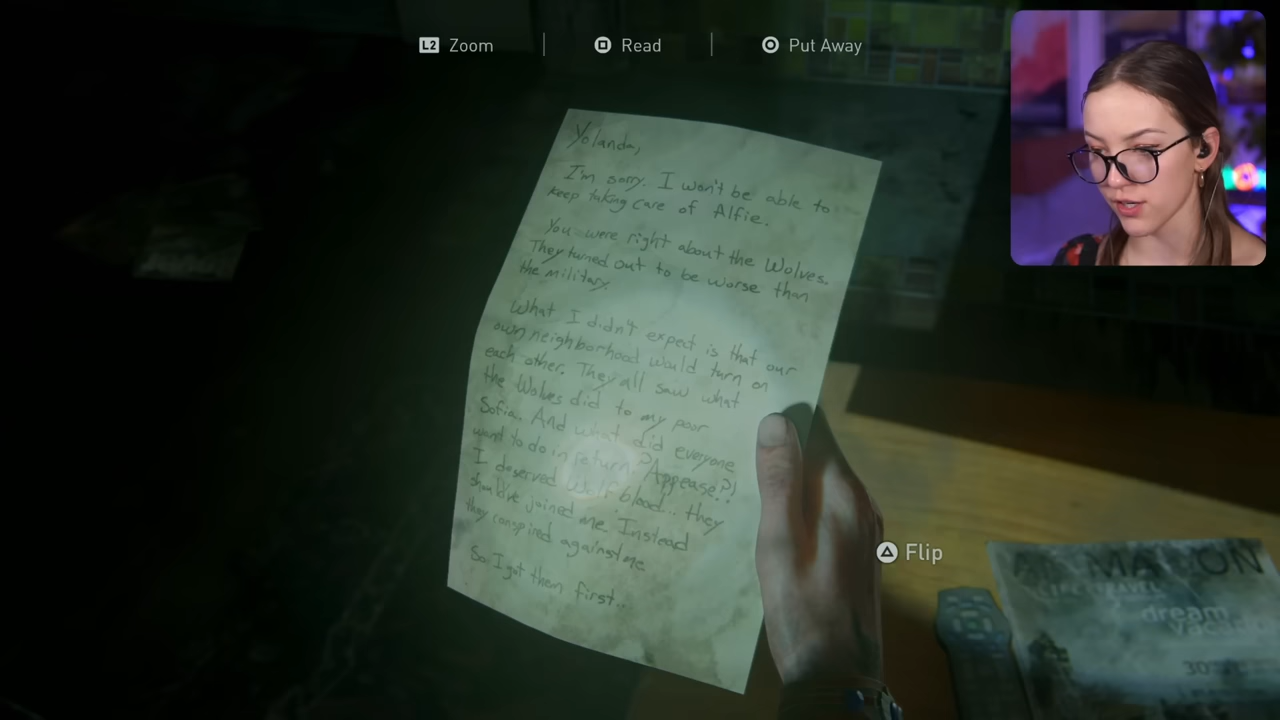 L2 Zoom
Read
Put Away
Yolanda,
I'm sorry. I won't be able to
keep taking care of Alfie.
You were right about the Wolves.
They turned out to be worse than
the military.
What I didn't expect is that our
own neighborhood would turn on
each other. They all saw what
the Wolves did to my poor
Sofia. And what did everyone
want to do in return? Appease?!
I deserved Wolf blood... they
should've joined me. Instead
they conspired against me
So I got them first...
Flip
dream
30